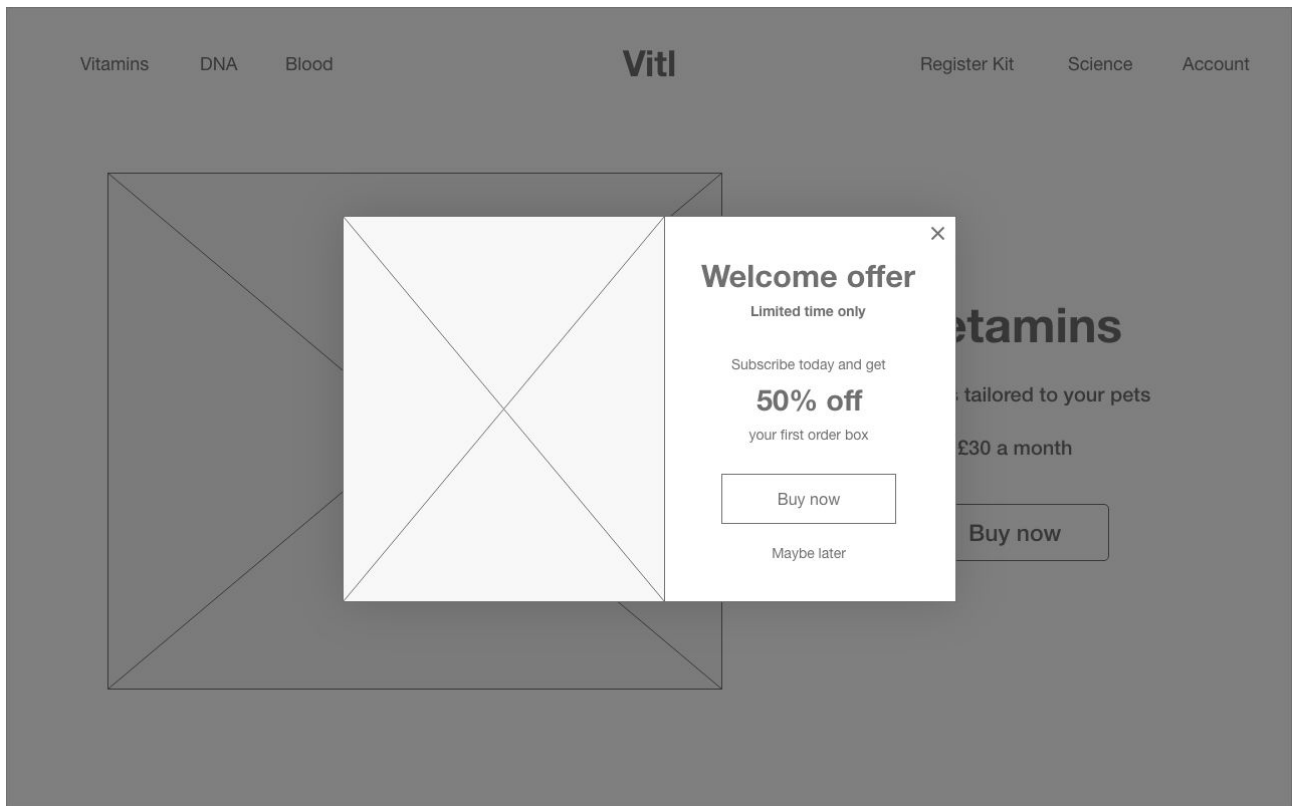 Vitamins DNA Blood Vitl Register Kit Science Account
Welcome offer
Limited time only
Subscribe today and get
50% off
your first order box
Buy now
Maybe later
tailored to your pets
£30 a month
Buy now